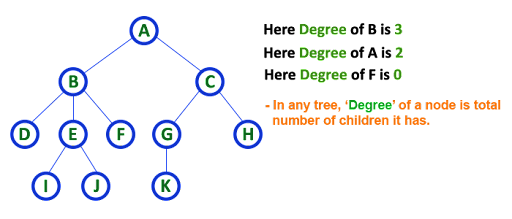 A
Here Degree of B is 3
Here Degree of A is 2
B
C
Here Degree of F is 0
- In any tree, ‘Degree’ of a node is total
number of children it has.
D
E
F
G
H
I
J
K